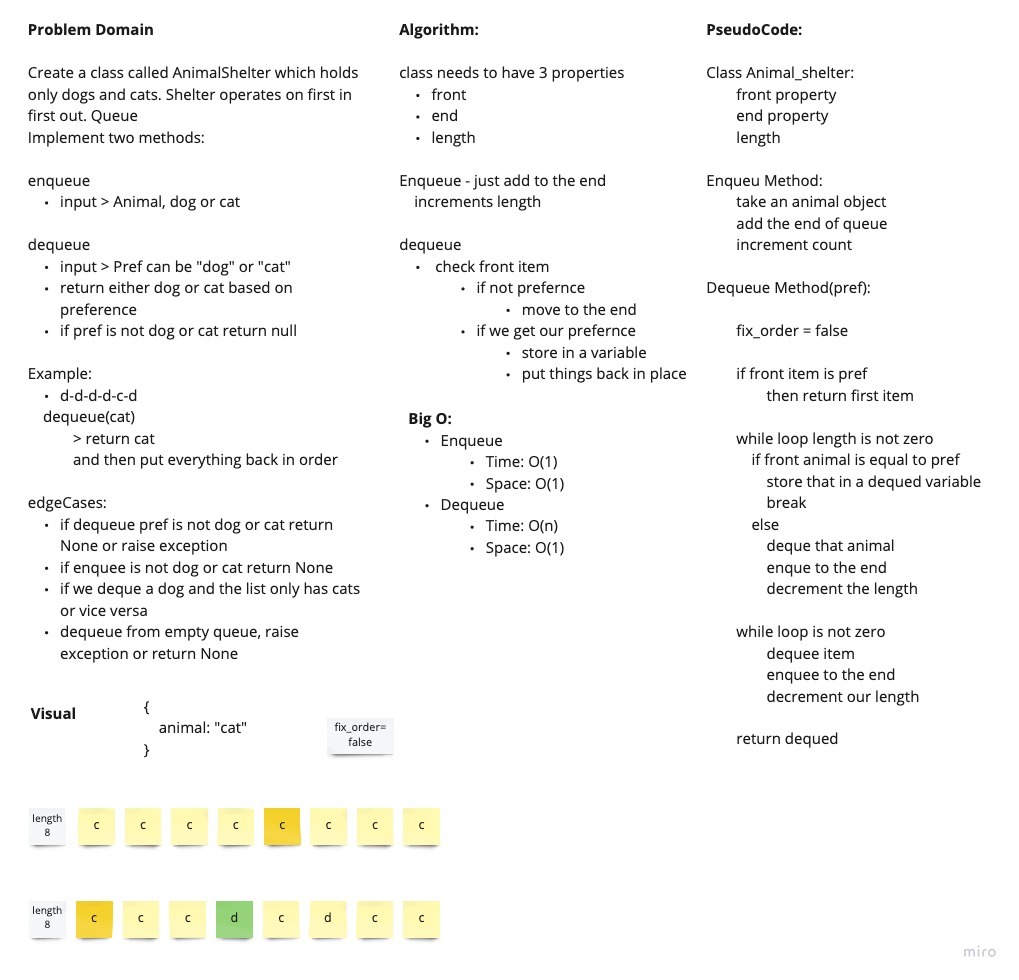 Problem Domain
Create a class called AnimalShelter which holds
only dogs and cats. Shelter operates on first in
first out. Queue
Implement two methods:
enqueue
• input > Animal, dog or cat
dequeue
• input > Pref can be "dog" or "cat"
• return either dog or cat based on
preference
• if pref is not dog or cat return null
Example:
• d-d-d-d-c-d
dequeue(cat)
> return cat
and then put everything back in order
edgeCases:
• if dequeue pref is not dog or cat return
None or raise exception
• if enquee is not dog or cat return None
• if we deque a dog and the list only has cats
or vice versa
• dequeue from empty queue, raise
exception or return None
Algorithm:
class needs to have 3 properties
• front
• end
• length
Enqueue - just add to the end
increments length
dequeue
• check front item
• if not prefernce
• move to the end
• if we get our prefernce
• store in a variable
• put things back in place
Big O:
• Enqueue
• Time: O(1)
• Space: O(1)
• Dequeue
• Time: O(n)
• Space: O(1)
PseudoCode:
Class Animal_shelter:
front property
end property
length
Enqueu Method:
take an animal object
add the end of queue
increment count
Dequeue Method(pref):
fix_order = false
if front item is pref
then return first item
while loop length is not zero
if front animal is equal to pref
store that in a dequed variable
break
else
deque that animal
enque to the end
decrement the length
while loop is not zero
dequee item
enquee to the end
decrement our length
return dequed
Visual
{
animal: "cat"
}
fix_order=
false
length
8
c c c c c c c c
length
8
c c c d c d c c
miro